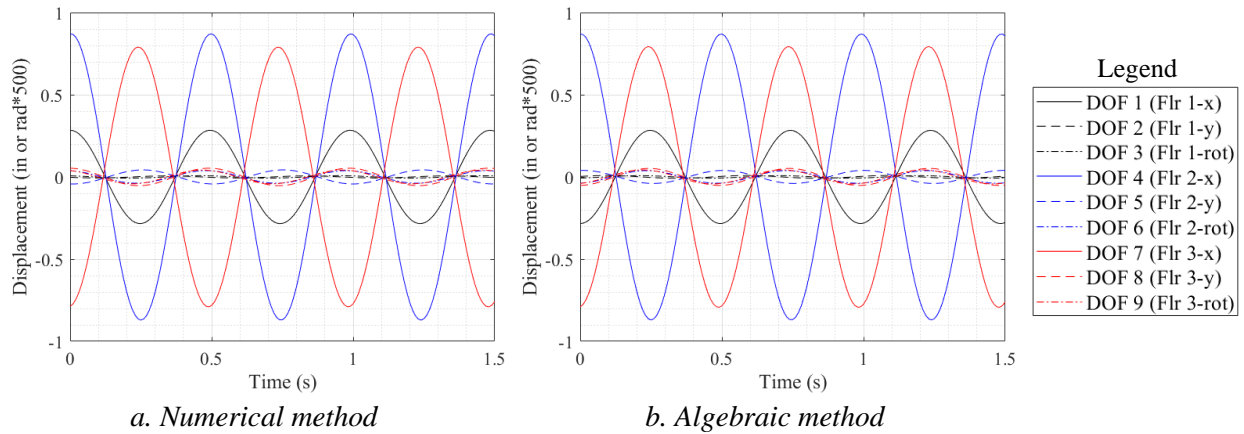 1
0.5
0
-0.5
-1
Displacement (in or rad*500)
0 0.5 1 1.5
Time (s)
a. Numerical method
1
0.5
0
-0.5
-1
Displacement (in or rad*500)
0 0.5 1 1.5
Time (s)
b. Algebraic method
Legend
DOF 1 (Flr 1-x)
DOF 2 (Flr 1-y)
DOF 3 (Flr 1-rot)
DOF 4 (Flr 2-x)
DOF 5 (Flr 2-y)
DOF 6 (Flr 2-rot)
DOF 7 (Flr 3-x)
DOF 8 (Flr 3-y)
DOF 9 (Flr 3-rot)